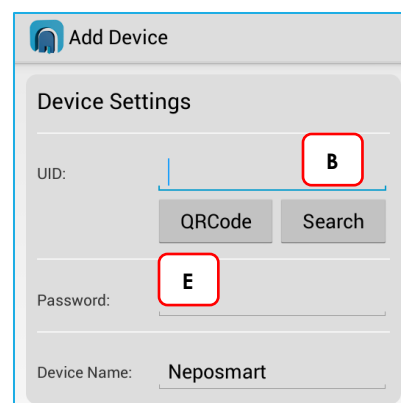 Add Device
Device Settings
UID:
B
QRCode Search
E
Password:
Device Name: Neposmart